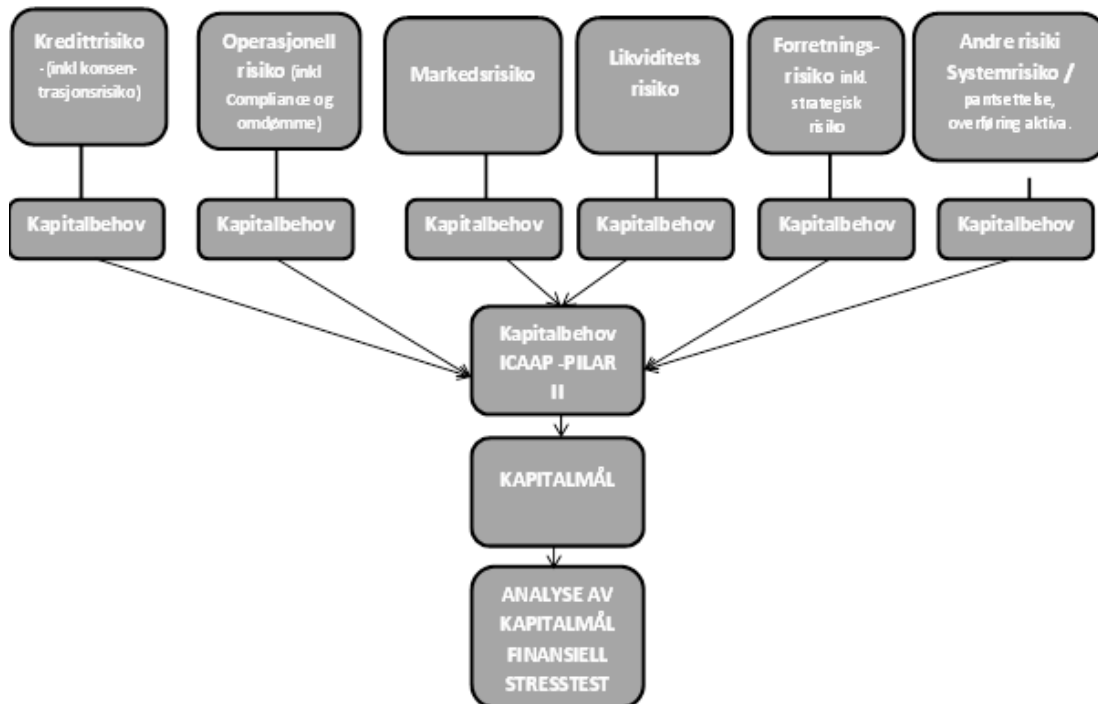 Kredittrisiko
- (inkl konsen-
trasjonsrisiko)
Operasjonell
risiko (inkl
Compliance og
omdømme)
Markedsrisiko
Likviditets
risiko
Forretnings-
risiko inkl.
strategisk
risiko
Andre risiki
Systemrisiko /
pantsettelse,
overføring aktiva.
Kapitalbehov
Kapitalbehov
Kapitalbehov
Kapitalbehov
Kapitalbehov
Kapitalbehov
Kapitalbehov
ICAAP -PILAR
II
KAPITALMÅL
ANALYSE AV
KAPITALMÅL
FINANSIELL
STRESSTEST